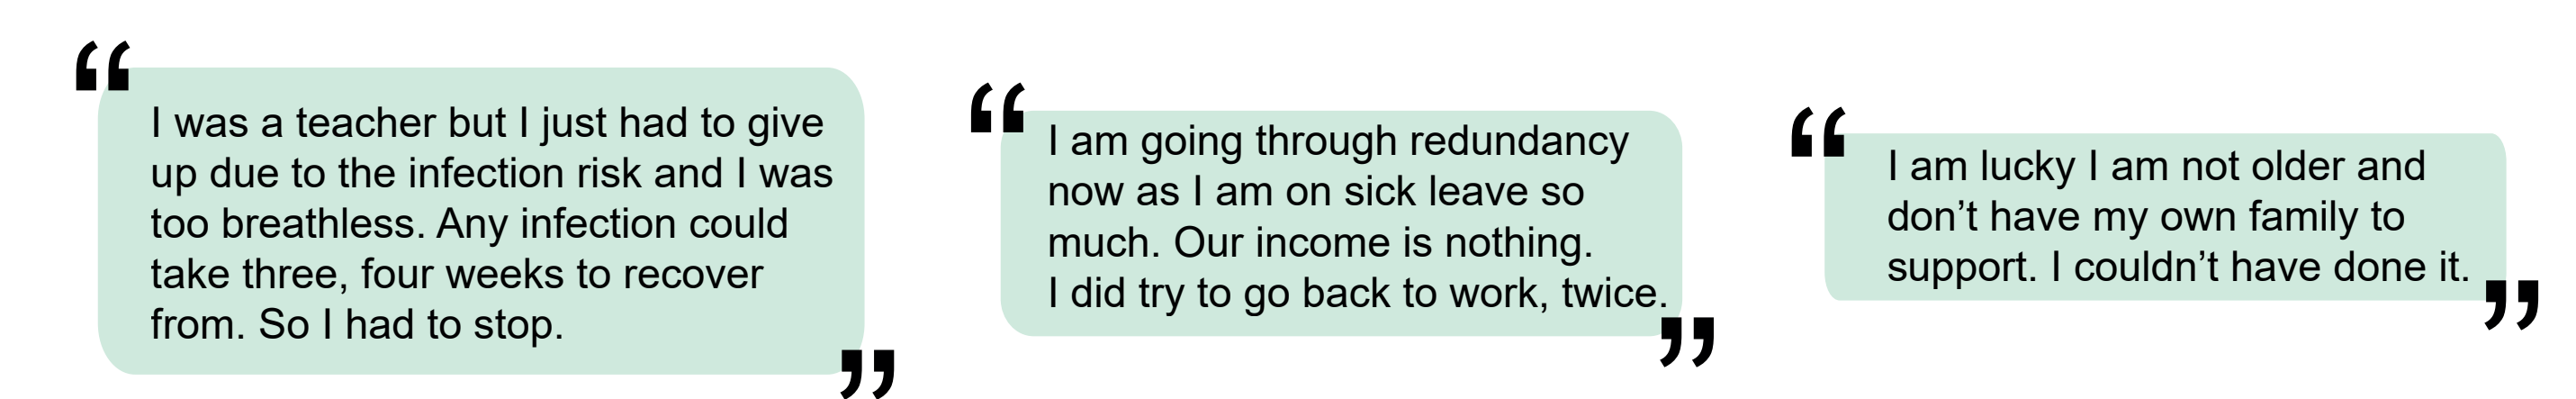 “
I was a teacher but I just had to give
up due to the infection risk and I was
too breathless. Any infection could
take three, four weeks to recover
from. So I had to stop.
”
“
I am going through redundancy
now as I am on sick leave so
much. Our income is nothing.
I did try to go back to work, twice.
”
“
I am lucky I am not older and
don’t have my own family to
support. I couldn’t have done it.
”